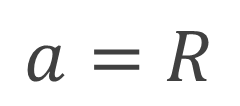 a = R